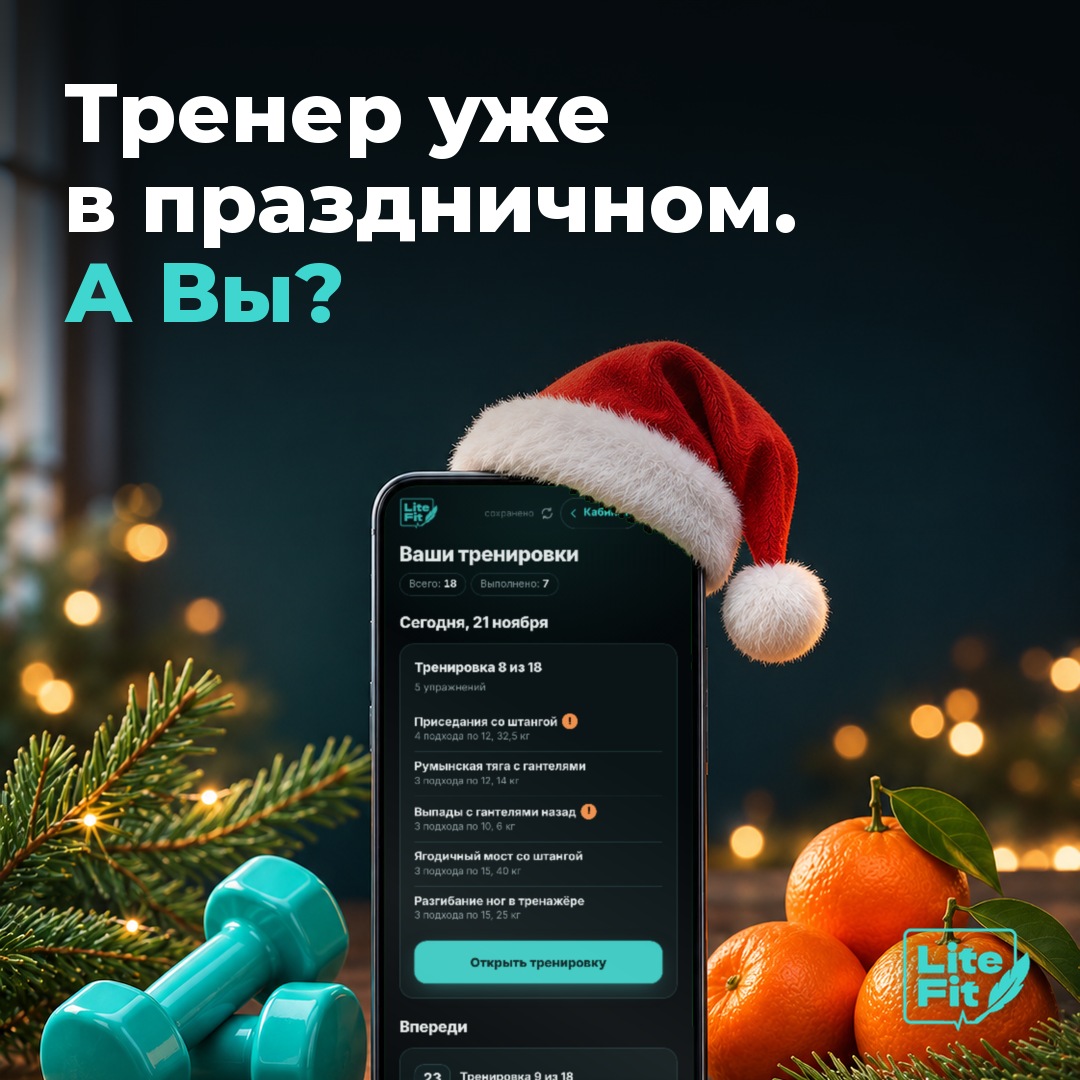 Тренер уже
в праздничном.
А Вы?
Lite
Fit
сохранено
Ваши тренировки
Всего: 18 Выполнено: 7
Сегодня, 21 ноября
Тренировка 8 из 18
5 упражнений
Приседания со штангой !
4 подхода по 12, 32,5 кг
Румынская тяга с гантелями
3 подхода по 12, 14 кг
Выпады с гантелями назад !
3 подхода по 10, 6 кг
Ягодичный мост со штангой
3 подхода по 15, 40 кг
Разгибание ног в тренажёре
3 подхода по 15, 25 кг
Открыть тренировку
Впереди
23 Тренировка 9 из 18
Lite
Fit